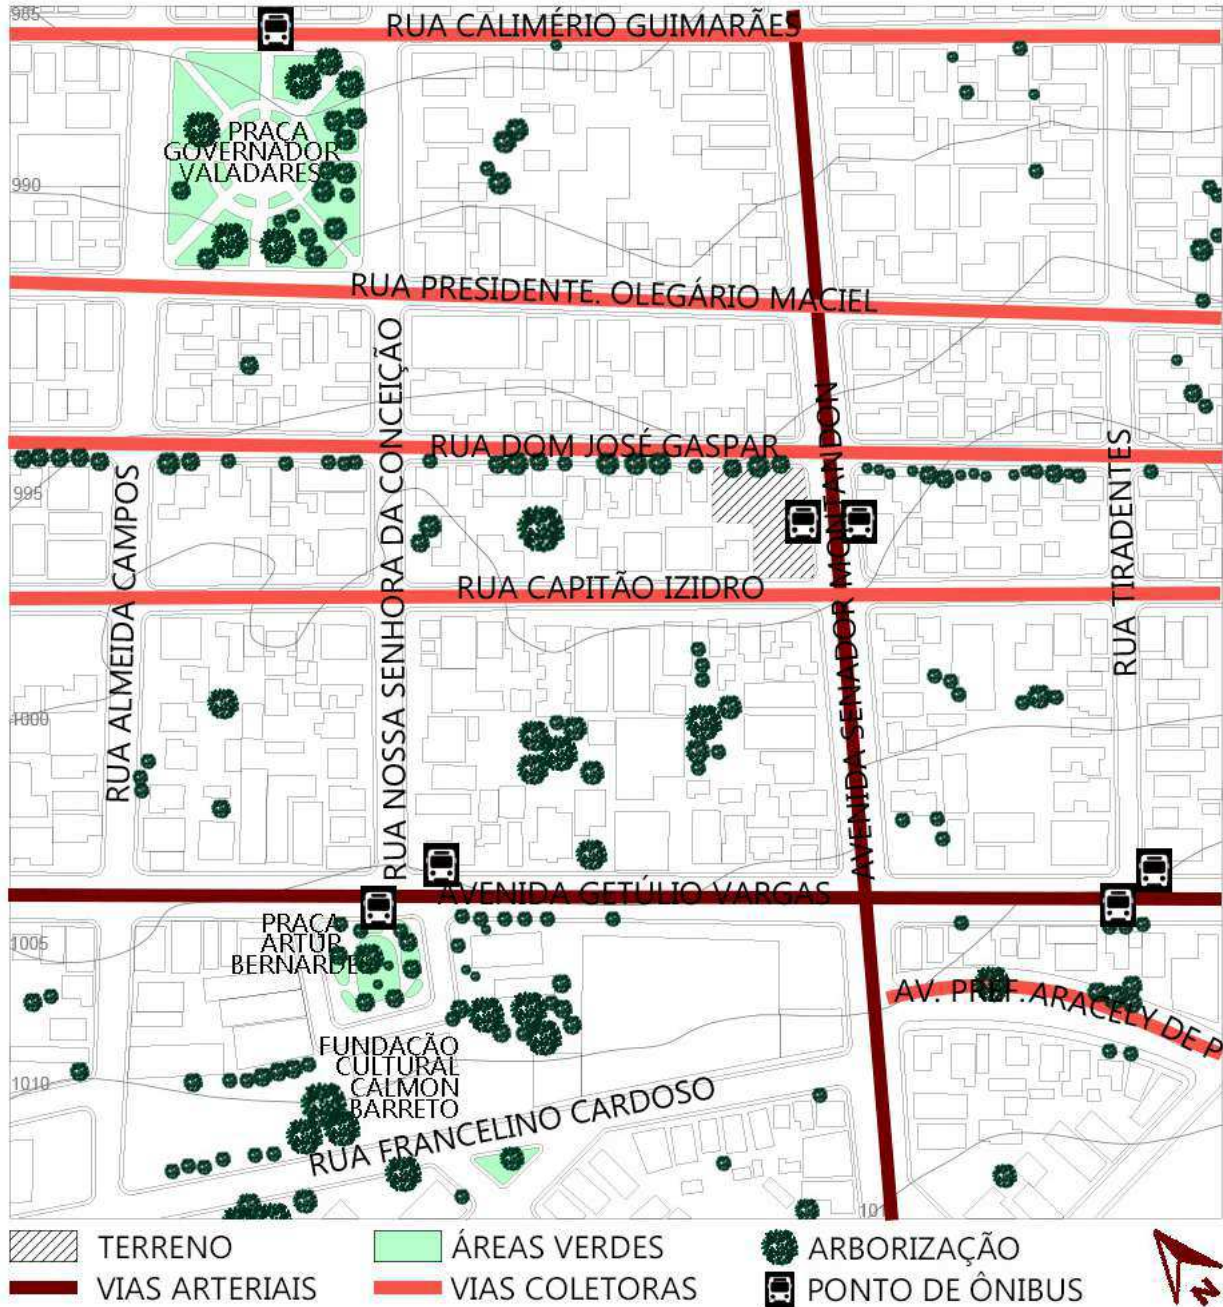 985
RUA CALIMÉRIO GUIMARÃES
PRAÇA
GOVERNADOR
VALADARES
990
RUA PRESIDENTE. OLEGÁRIO MACIEL
RUA NOSSA SENHORA DA CONCEIÇÃO
AVENIDA SENADOR MONTANDON
RUA DOM JOSÉ GASPAR
RUA TIRADENTES
RUA ALMEIDA CAMPOS
995
RUA CAPITÃO IZIDRO
1000
AVENIDA GETÚLIO VARGAS
PRAÇA
ARTUR
BERNARDE
1005
AV. PREF. ARACELY DE P
FUNDAÇÃO
CULTURAL
CALMON
BARRETO
1010
RUA FRANCELINO CARDOSO
TERRENO
ÁREAS VERDES
ARBORIZAÇÃO
VIAS ARTERIAIS
VIAS COLETORAS
PONTO DE ÔNIBUS
N